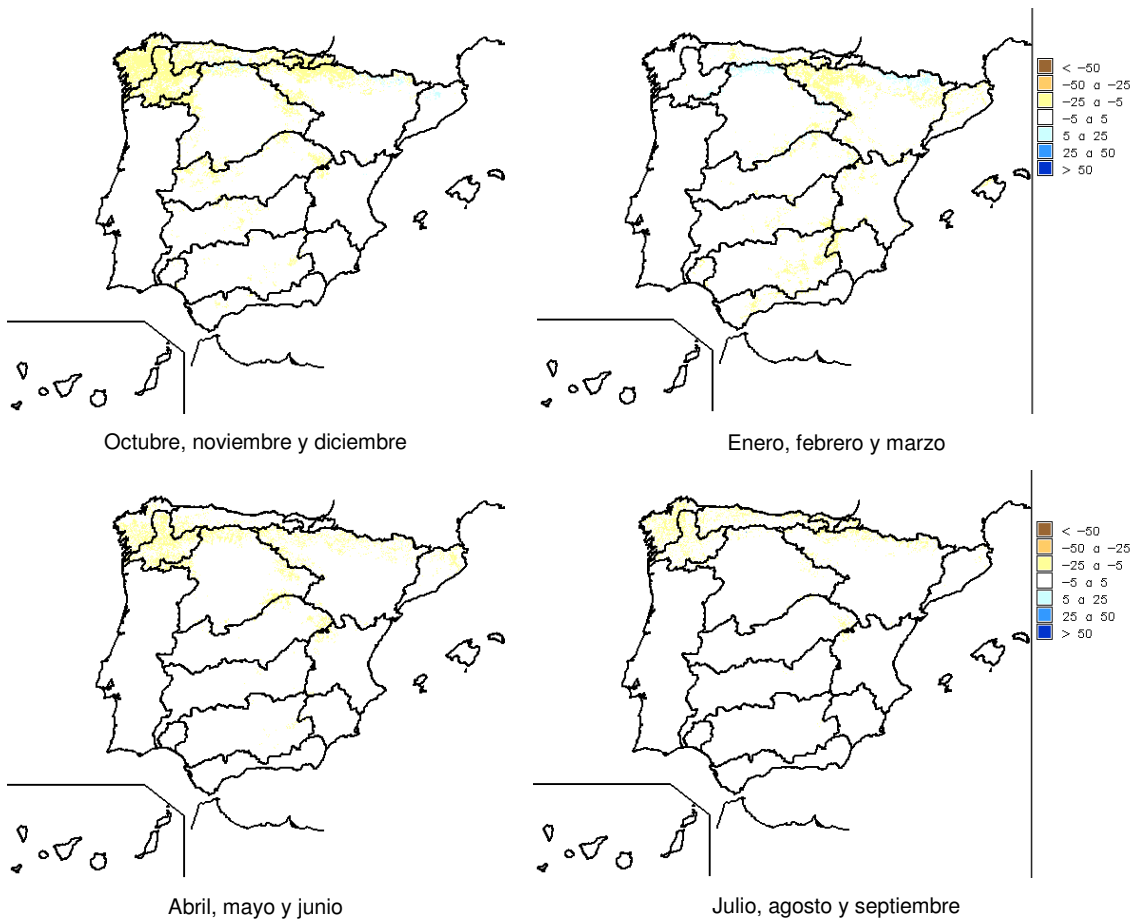 < −50
−50 a −25
−25 a −5
−5 a 5
5 a 25
25 a 50
> 50
Octubre, noviembre y diciembre
Enero, febrero y marzo
< −50
−50 a −25
−25 a −5
−5 a 5
5 a 25
25 a 50
> 50
Abril, mayo y junio
Julio, agosto y septiembre